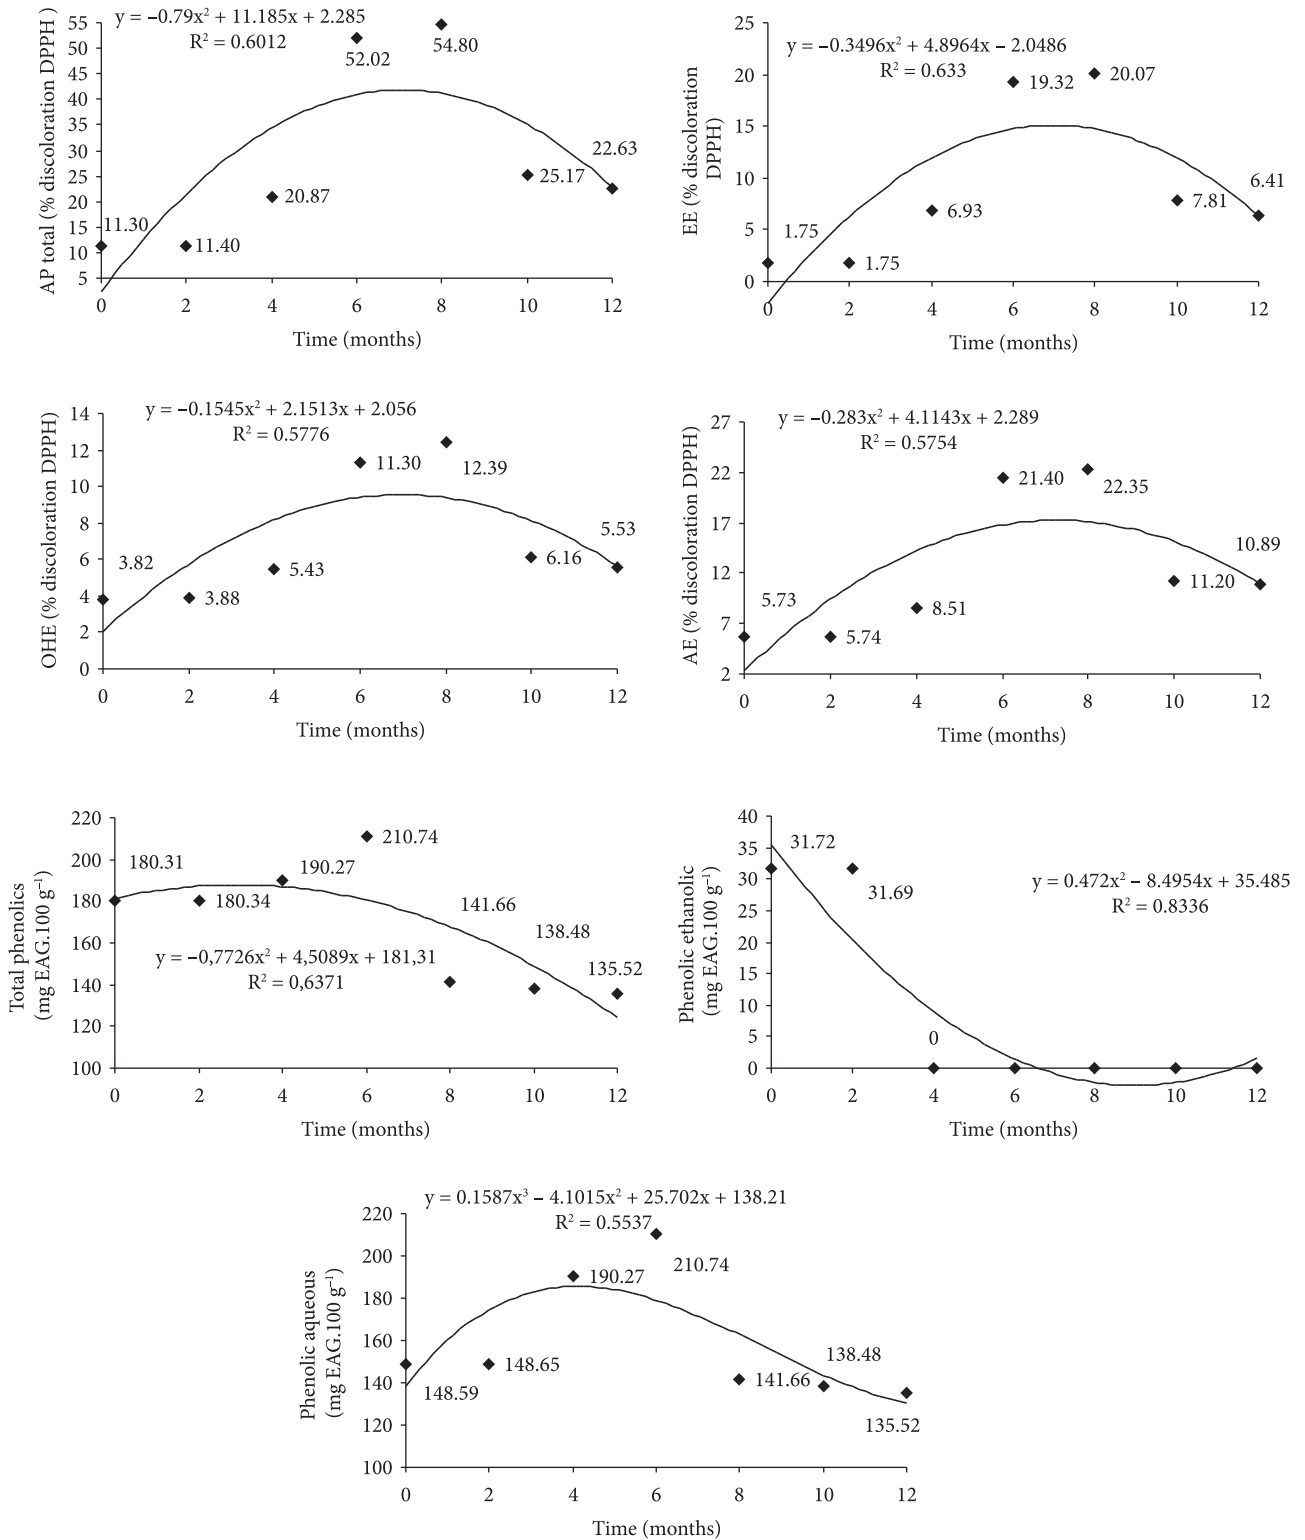 y = –0.79x² + 11.185x + 2.285
R² = 0.6012
AP total (% discoloration DPPH )
55
50
45
40
35
30
25
20
15
10
5
11.30
11.40
20.87
52.02
54.80
25.17
22.63
0 2 4 6 8 10 12
Time (months)
y = –0.3496x² + 4.8964x – 2.0486
R² = 0.633
EE (% discoloration
DPPH)
25
20
15
10
5
0
1.75
1.75
6.93
19.32
20.07
7.81
6.41
0 2 4 6 8 10 12
Time (months)
y = –0.1545x² + 2.1513x + 2.056
R² = 0.5776
OHE (% discoloration DPPH)
14
12
10
8
6
4
2
0
3.82
3.88
5.43
11.30
12.39
6.16
5.53
0 2 4 6 8 10 12
Time (months)
y = –0.283x² + 4.1143x + 2.289
R² = 0.5754
AE (% discoloration DPPH)
27
22
17
12
7
2
5.73
5.74
8.51
21.40
22.35
11.20
10.89
0 2 4 6 8 10 12
Time (months)
Total phenolics
(mg EAG.100 g⁻¹)
220
200
180
160
140
120
100
180.31
180.34
190.27
210.74
141.66
138.48
135.52
y = –0,7726x² + 4,5089x + 181,31
R² = 0,6371
0 2 4 6 8 10 12
Time (months)
Phenolic ethanolic
(mg EAG.100 g⁻¹)
40
35
30
25
20
15
10
5
0
31.72
31.69
0
y = 0.472x² – 8.4954x + 35.485
R² = 0.8336
0 2 4 6 8 10 12
Time (months)
y = 0.1587x³ – 4.1015x² + 25.702x + 138.21
R² = 0.5537
Phenolic aqueous
(mg EAG.100 g⁻¹)
220
200
180
160
140
120
100
148.59
148.65
190.27
210.74
141.66
138.48
135.52
0 2 4 6 8 10 12
Time (months)